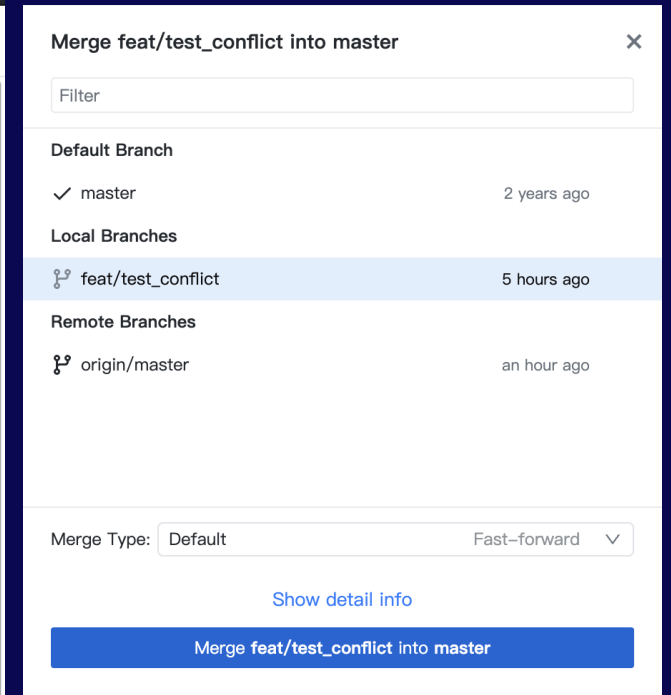 Merge feat/test_conflict into master
Filter
Default Branch
master 2 years ago
Local Branches
feat/test_conflict 5 hours ago
Remote Branches
origin/master an hour ago
Merge Type: Default Fast-forward
Show detail info
Merge feat/test_conflict into master